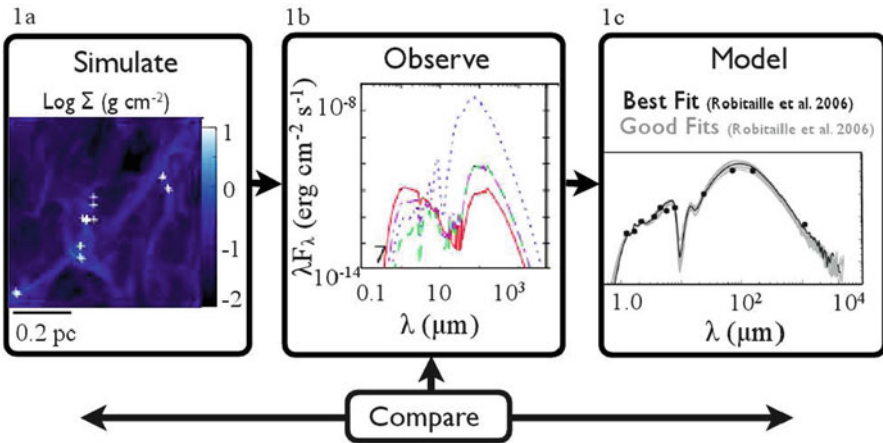 1a
Simulate
Log Σ (g cm⁻²)
1
0
-1
-2
0.2 pc
1b
Observe
λFλ (erg cm⁻² s⁻¹)
10⁻⁸
10⁻¹⁴
0.1
10
10³
λ (μm)
1c
Model
Best Fit (Robitaille et al. 2006)
Good Fits (Robitaille et al. 2006)
1.0
10²
10⁴
λ (μm)
Compare